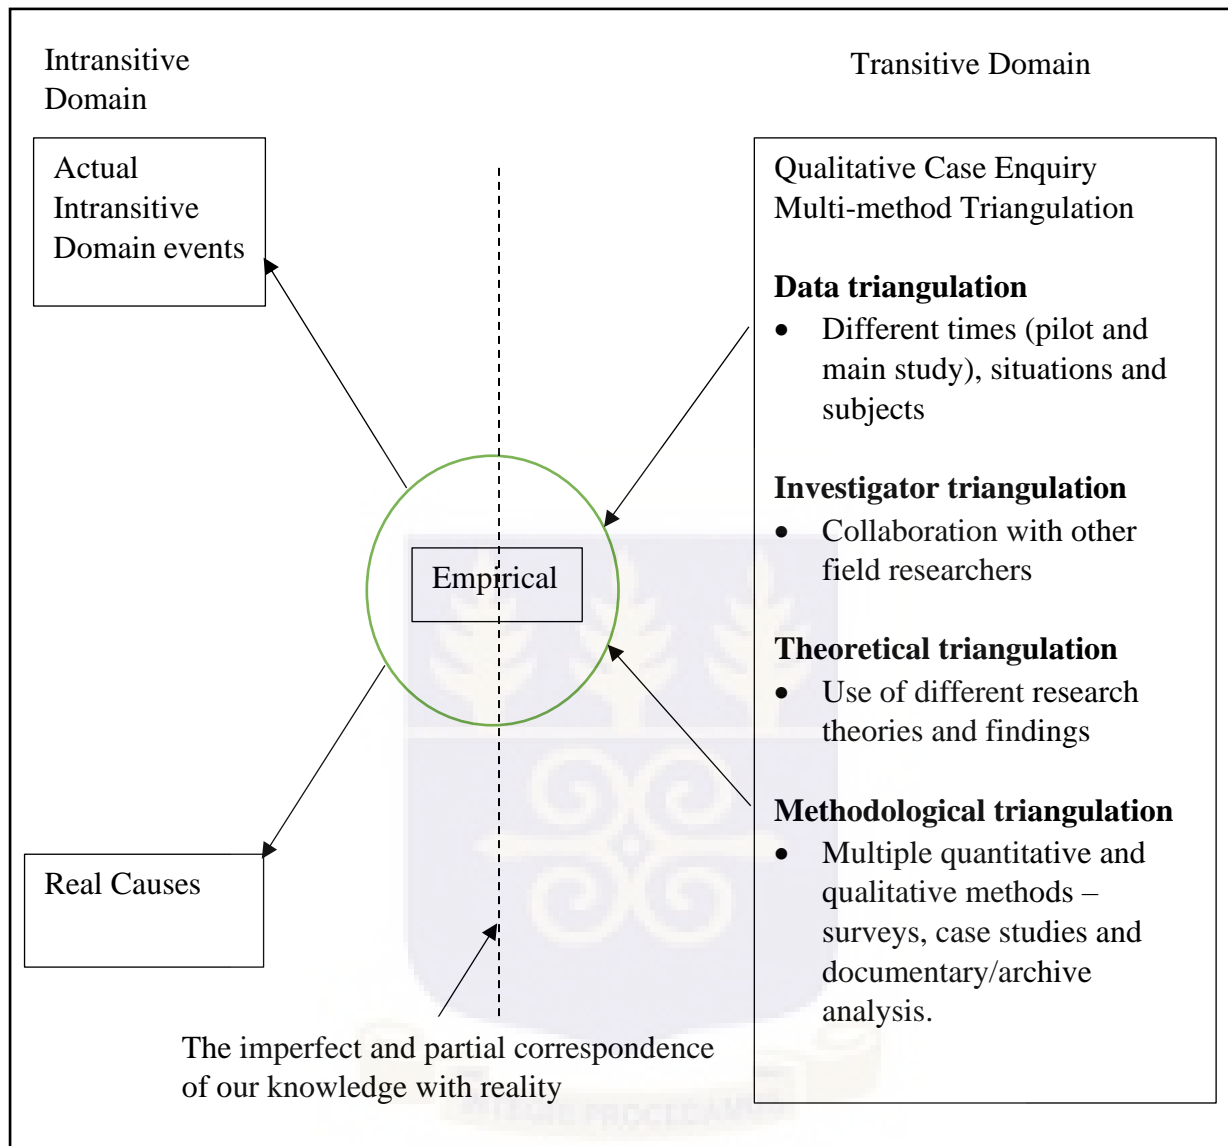 Intransitive
Domain
Transitive Domain
Actual
Intransitive
Domain events
Qualitative Case Enquiry
Multi-method Triangulation
Data triangulation
• Different times (pilot and
main study), situations and
subjects
Investigator triangulation
• Collaboration with other
field researchers
Empirical
Theoretical triangulation
• Use of different research
theories and findings
Methodological triangulation
• Multiple quantitative and
qualitative methods –
surveys, case studies and
documentary/archive
analysis.
Real Causes
The imperfect and partial correspondence
of our knowledge with reality
PROCEDAMUS